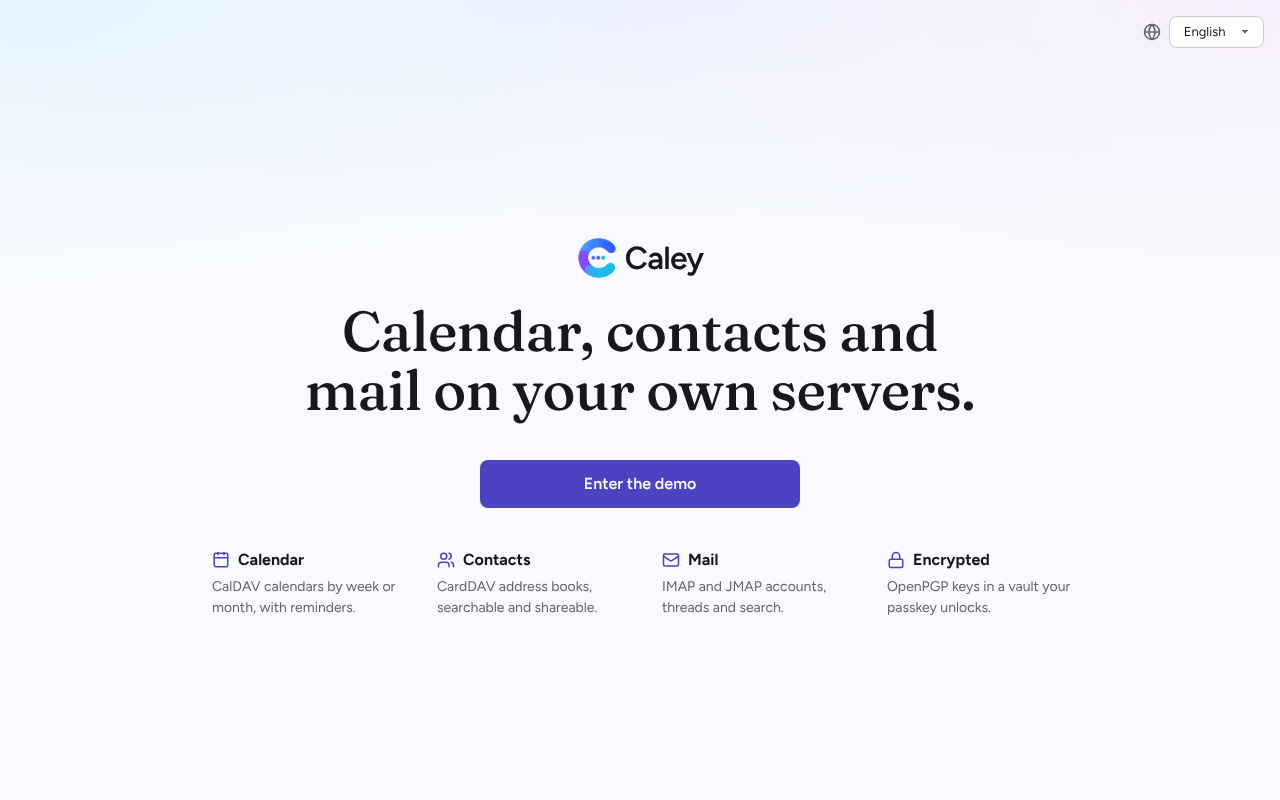 English
Caley
Calendar, contacts and
mail on your own servers.
Enter the demo
Calendar
CalDAV calendars by week or
month, with reminders.
Contacts
CardDAV address books,
searchable and shareable.
Mail
IMAP and JMAP accounts,
threads and search.
Encrypted
OpenPGP keys in a vault your
passkey unlocks.